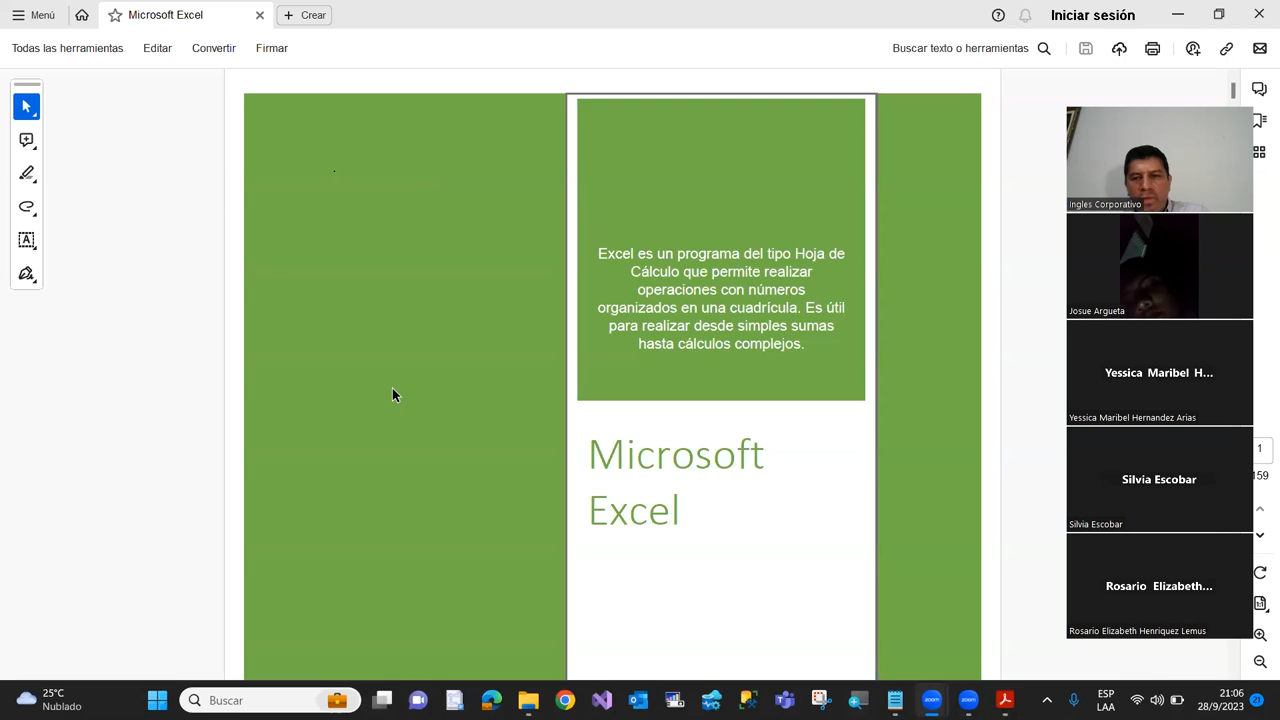 Menú
Microsoft Excel
Crear
Iniciar sesión
Todas las herramientas
Editar
Convertir
Firmar
Buscar texto o herramientas
Excel es un programa del tipo Hoja de
Cálculo que permite realizar
operaciones con números
organizados en una cuadrícula. Es útil
para realizar desde simples sumas
hasta cálculos complejos.
Microsoft
Excel
Ingles Corporativo
Josue Argueta
Yessica Maribel H...
Yessica Maribel Hernandez Arias
Silvia Escobar
Silvia Escobar
Rosario Elizabeth...
Rosario Elizabeth Henriquez Lemus
1
159
25°C
Nublado
Buscar
zoom
zoom
ESP
LAA
21:06
28/9/2023